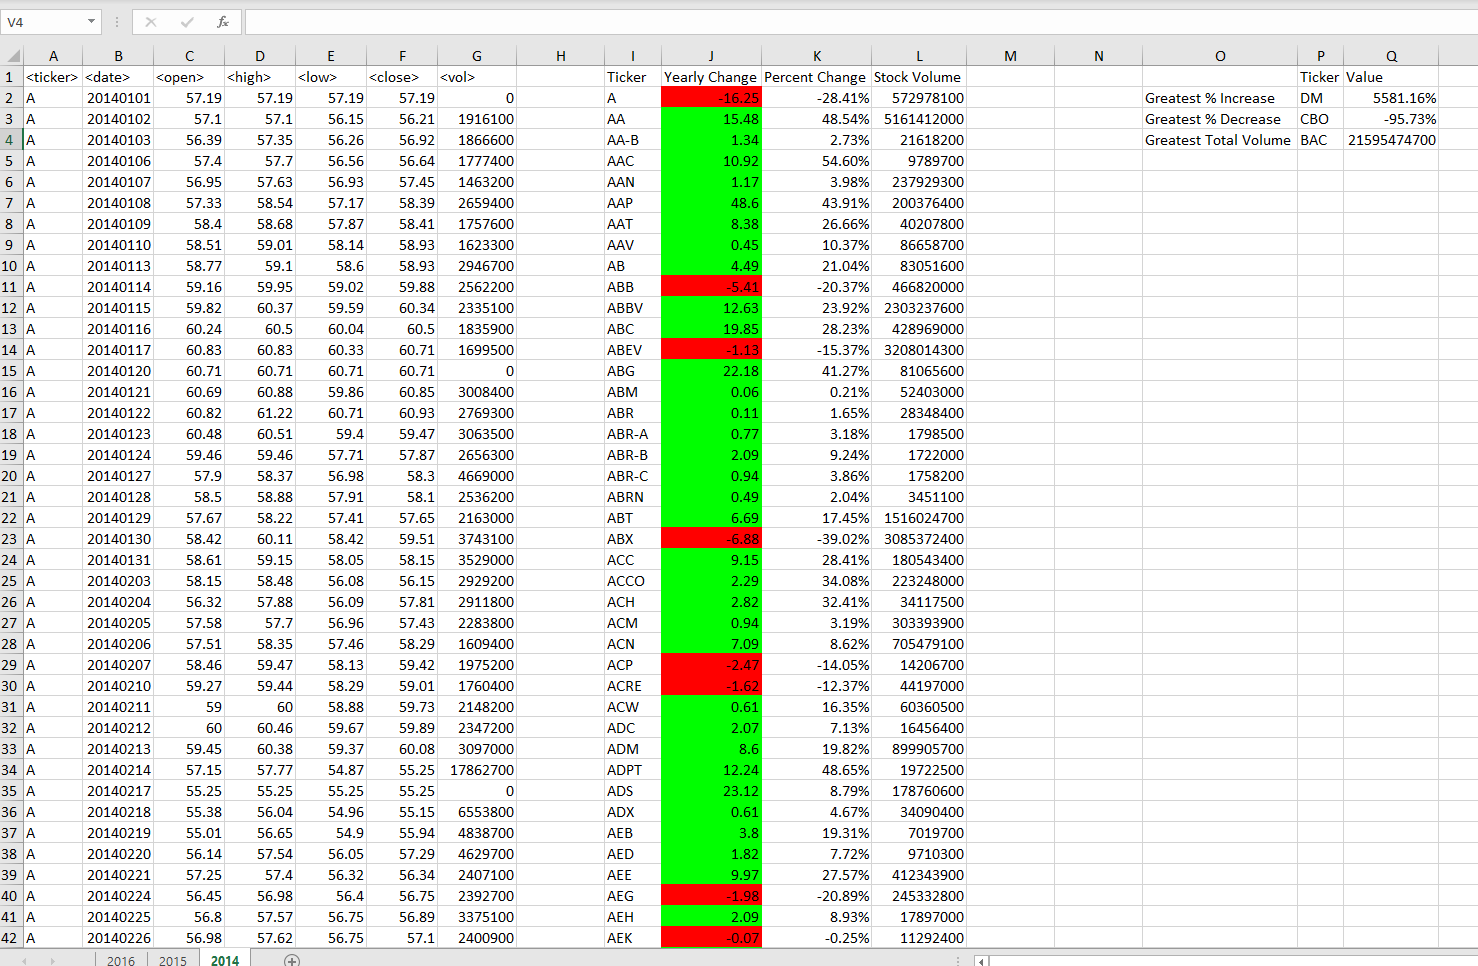 V4 fx
A B C D E F G H I J K L M N O P Q
1 <ticker> <date> <open> <high> <low> <close> <vol> Ticker Yearly Change Percent Change Stock Volume Ticker Value
2 A 20140101 57.19 57.19 57.19 57.19 0 A -16.25 -28.41% 572978100 Greatest % Increase DM 5581.16%
3 A 20140102 57.1 57.1 56.15 56.21 1916100 AA 15.48 48.54% 5161412000 Greatest % Decrease CBO -95.73%
4 A 20140103 56.39 57.35 56.26 56.92 1866600 AA-B 1.34 2.73% 21618200 Greatest Total Volume BAC 21595474700
5 A 20140106 57.4 57.7 56.56 56.64 1777400 AAC 10.92 54.60% 9789700
6 A 20140107 56.95 57.63 56.93 57.45 1463200 AAN 1.17 3.98% 237929300
7 A 20140108 57.33 58.54 57.17 58.39 2659400 AAP 48.6 43.91% 200376400
8 A 20140109 58.4 58.68 57.87 58.41 1757600 AAT 8.38 26.66% 40207800
9 A 20140110 58.51 59.01 58.14 58.93 1623300 AAV 0.45 10.37% 86658700
10 A 20140113 58.77 59.1 58.6 58.93 2946700 AB 4.49 21.04% 83051600
11 A 20140114 59.16 59.95 59.02 59.88 2562200 ABB -5.41 -20.37% 466820000
12 A 20140115 59.82 60.37 59.59 60.34 2335100 ABBV 12.63 23.92% 2303237600
13 A 20140116 60.24 60.5 60.04 60.5 1835900 ABC 19.85 28.23% 428969000
14 A 20140117 60.83 60.83 60.33 60.71 1699500 ABEV -1.13 -15.37% 3208014300
15 A 20140120 60.71 60.71 60.71 60.71 0 ABG 22.18 41.27% 81065600
16 A 20140121 60.69 60.88 59.86 60.85 3008400 ABM 0.06 0.21% 52403000
17 A 20140122 60.82 61.22 60.71 60.93 2769300 ABR 0.11 1.65% 28348400
18 A 20140123 60.48 60.51 59.4 59.47 3063500 ABR-A 0.77 3.18% 1798500
19 A 20140124 59.46 59.46 57.71 57.87 2656300 ABR-B 2.09 9.24% 1722000
20 A 20140127 57.9 58.37 56.98 58.3 4669000 ABR-C 0.94 3.86% 1758200
21 A 20140128 58.5 58.88 57.91 58.1 2536200 ABRN 0.49 2.04% 3451100
22 A 20140129 57.67 58.22 57.41 57.65 2163000 ABT 6.69 17.45% 1516024700
23 A 20140130 58.42 60.11 58.42 59.51 3743100 ABX -6.88 -39.02% 3085372400
24 A 20140131 58.61 59.15 58.05 58.15 3529000 ACC 9.15 28.41% 180543400
25 A 20140203 58.15 58.48 56.08 56.15 2929200 ACCO 2.29 34.08% 223248000
26 A 20140204 56.32 57.88 56.09 57.81 2911800 ACH 2.82 32.41% 34117500
27 A 20140205 57.58 57.7 56.96 57.43 2283800 ACM 0.94 3.19% 303393900
28 A 20140206 57.51 58.35 57.46 58.29 1609400 ACN 7.09 8.62% 705479100
29 A 20140207 58.46 59.47 58.13 59.42 1975200 ACP -2.47 -14.05% 14206700
30 A 20140210 59.27 59.44 58.29 59.01 1760400 ACRE -1.62 -12.37% 44197000
31 A 20140211 59 60 58.88 59.73 2148200 ACW 0.61 16.35% 60360500
32 A 20140212 60 60.46 59.67 59.89 2347200 ADC 2.07 7.13% 16456400
33 A 20140213 59.45 60.38 59.37 60.08 3097000 ADM 8.6 19.82% 899905700
34 A 20140214 57.15 57.77 54.87 55.25 17862700 ADPT 12.24 48.65% 19722500
35 A 20140217 55.25 55.25 55.25 55.25 0 ADS 23.12 8.79% 178760600
36 A 20140218 55.38 56.04 54.96 55.15 6553800 ADX 0.61 4.67% 34090400
37 A 20140219 55.01 56.65 54.9 55.94 4838700 AEB 3.8 19.31% 7019700
38 A 20140220 56.14 57.54 56.05 57.29 4629700 AED 1.82 7.72% 9710300
39 A 20140221 57.25 57.4 56.32 56.34 2407100 AEE 9.97 27.57% 412343900
40 A 20140224 56.45 56.98 56.4 56.75 2392700 AEG -1.98 -20.89% 245332800
41 A 20140225 56.8 57.57 56.75 56.89 3375100 AEH 2.09 8.93% 17897000
42 A 20140226 56.98 57.62 56.75 57.1 2400900 AEK -0.07 -0.25% 11292400
2016 2015 2014